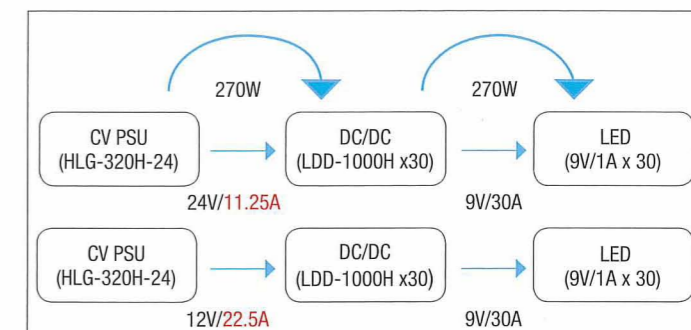 270W
270W
CV PSU
(HLG-320H-24)
DC/DC
(LDD-1000H x30)
LED
(9V/1A x 30)
24V/11.25A
9V/30A
CV PSU
(HLG-320H-24)
DC/DC
(LDD-1000H x30)
LED
(9V/1A x 30)
12V/22.5A
9V/30A